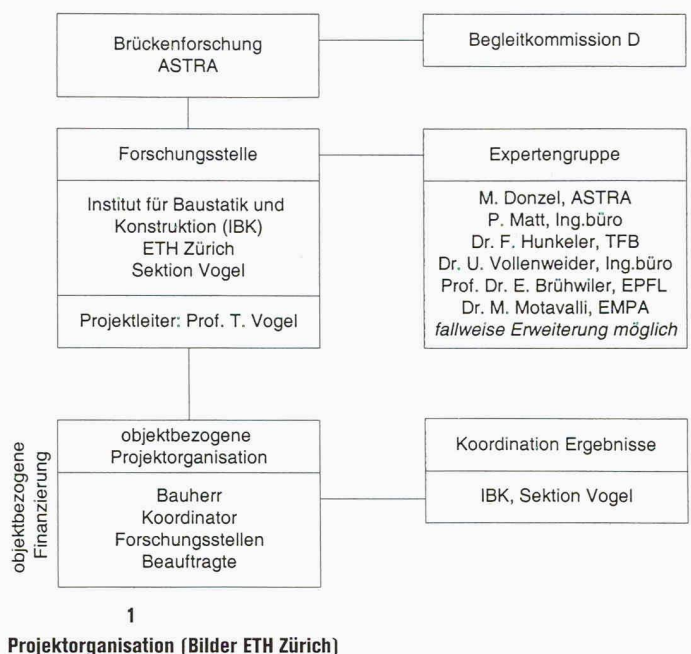 Brückenforschung
ASTRA
Begleitkommission D
Forschungsstelle
Institut für Baustatik und
Konstruktion (IBK)
ETH Zürich
Sektion Vogel
Projektleiter: Prof. T. Vogel
Expertengruppe
M. Donzel, ASTRA
P. Matt, Ing.büro
Dr. F. Hunkeler, TFB
Dr. U. Vollenweider, Ing.büro
Prof. Dr. E. Brühwiler, EPFL
Dr. M. Motavalli, EMPA
fallweise Erweiterung möglich
objektbezogene
Finanzierung
objektbezogene
Projektorganisation
Bauherr
Koordinator
Forschungsstellen
Beauftragte
Koordination Ergebnisse
IBK, Sektion Vogel
1
Projektorganisation (Bilder ETH Zürich)